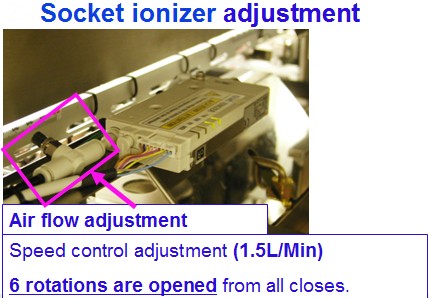 Socket ionizer adjustment
Air flow adjustment
Speed control adjustment (1.5L/Min)
6 rotations are opened from all closes.